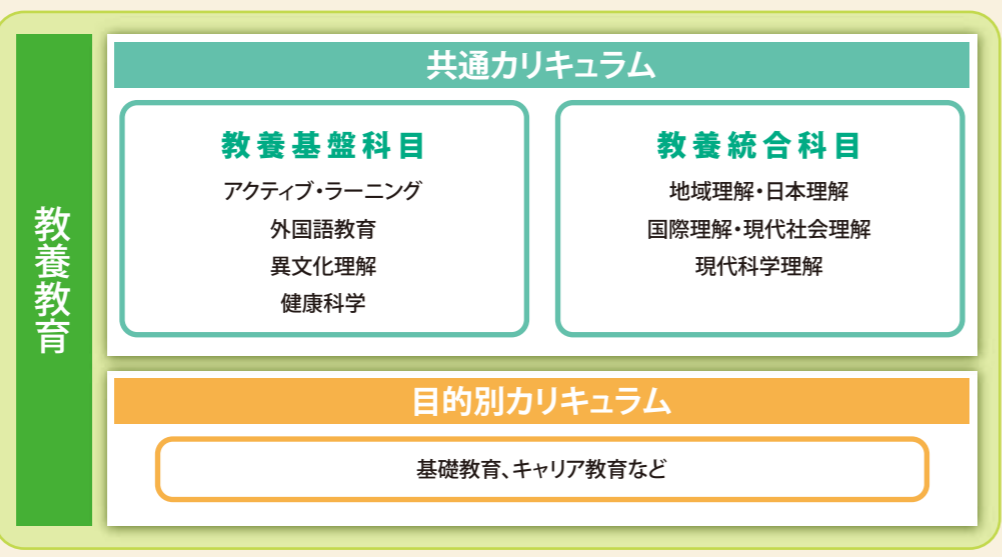 教養教育
共通カリキュラム
教養基盤科目
アクティブ・ラーニング
外国語教育
異文化理解
健康科学
教養統合科目
地域理解・日本理解
国際理解・現代社会理解
現代科学理解
目的別カリキュラム
基礎教育、キャリア教育など